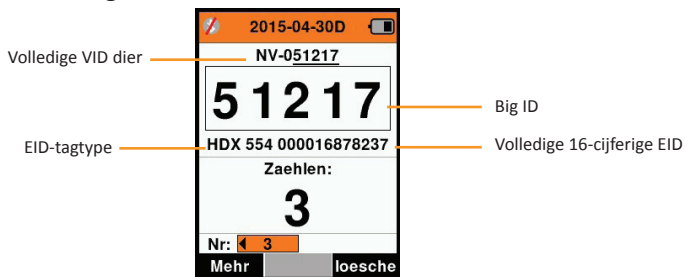 2015-04-30D
Volledige VID dier
NV-051217
51217
Big ID
EID-tagtype
HDX 554 000016878237
Volledige 16-cijferige EID
Zaehlen:
3
Nr: 3
Mehr loesche